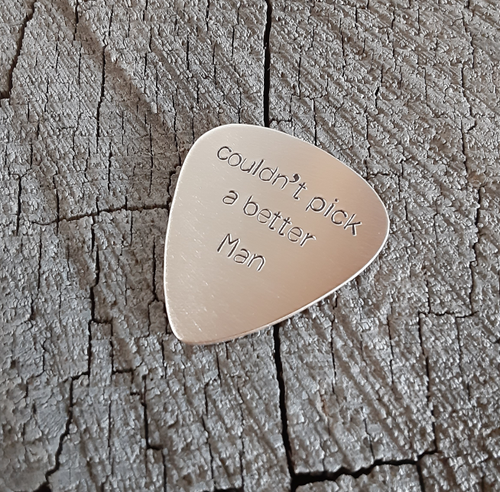 couldn't pick
a better
Man